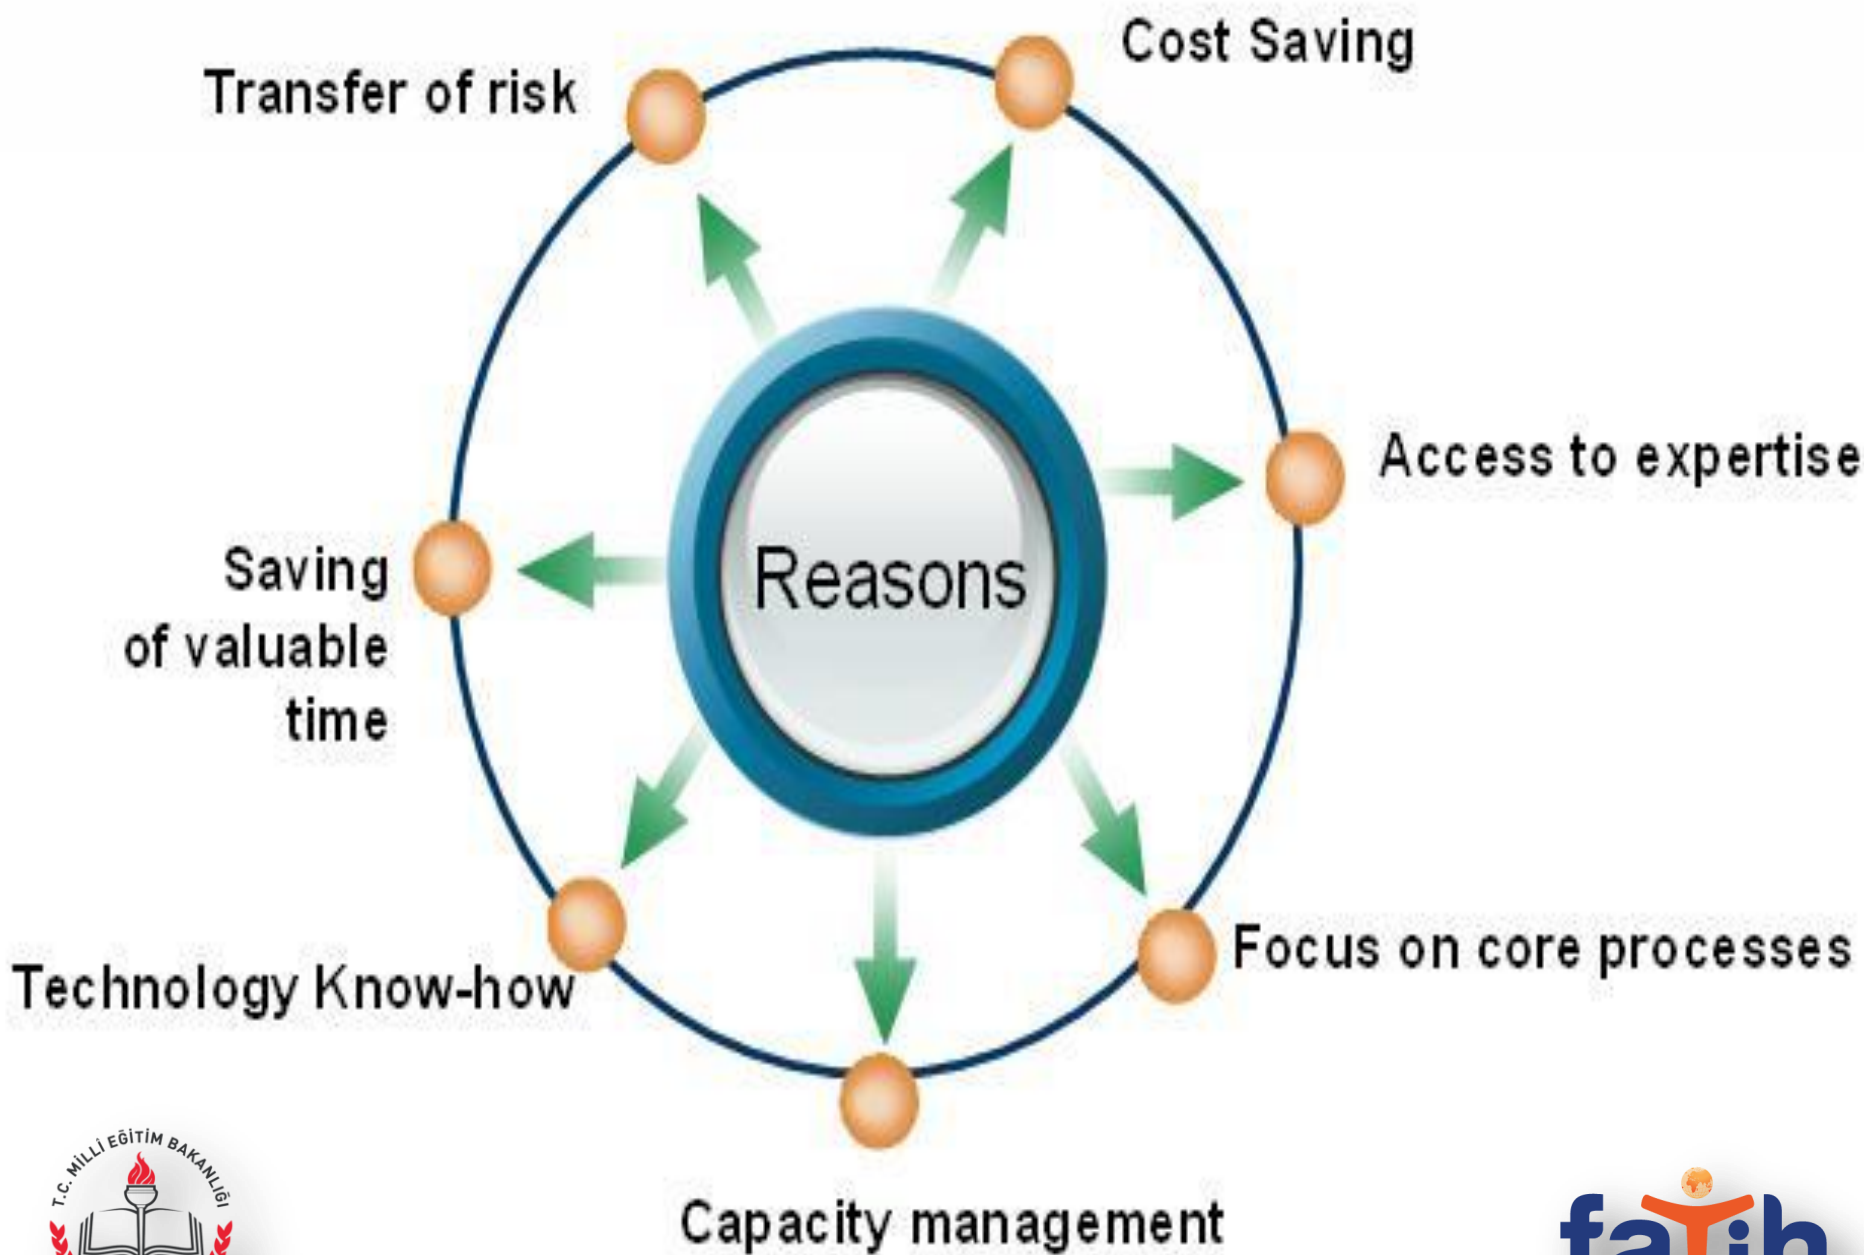 Cost Saving
Transfer of risk
Access to expertise
Reasons
Saving
of valuable
time
Focus on core processes
Technology Know-how
T.C. MİLLİ EĞİTİM BAKANLIĞI
Capacity management
fatih